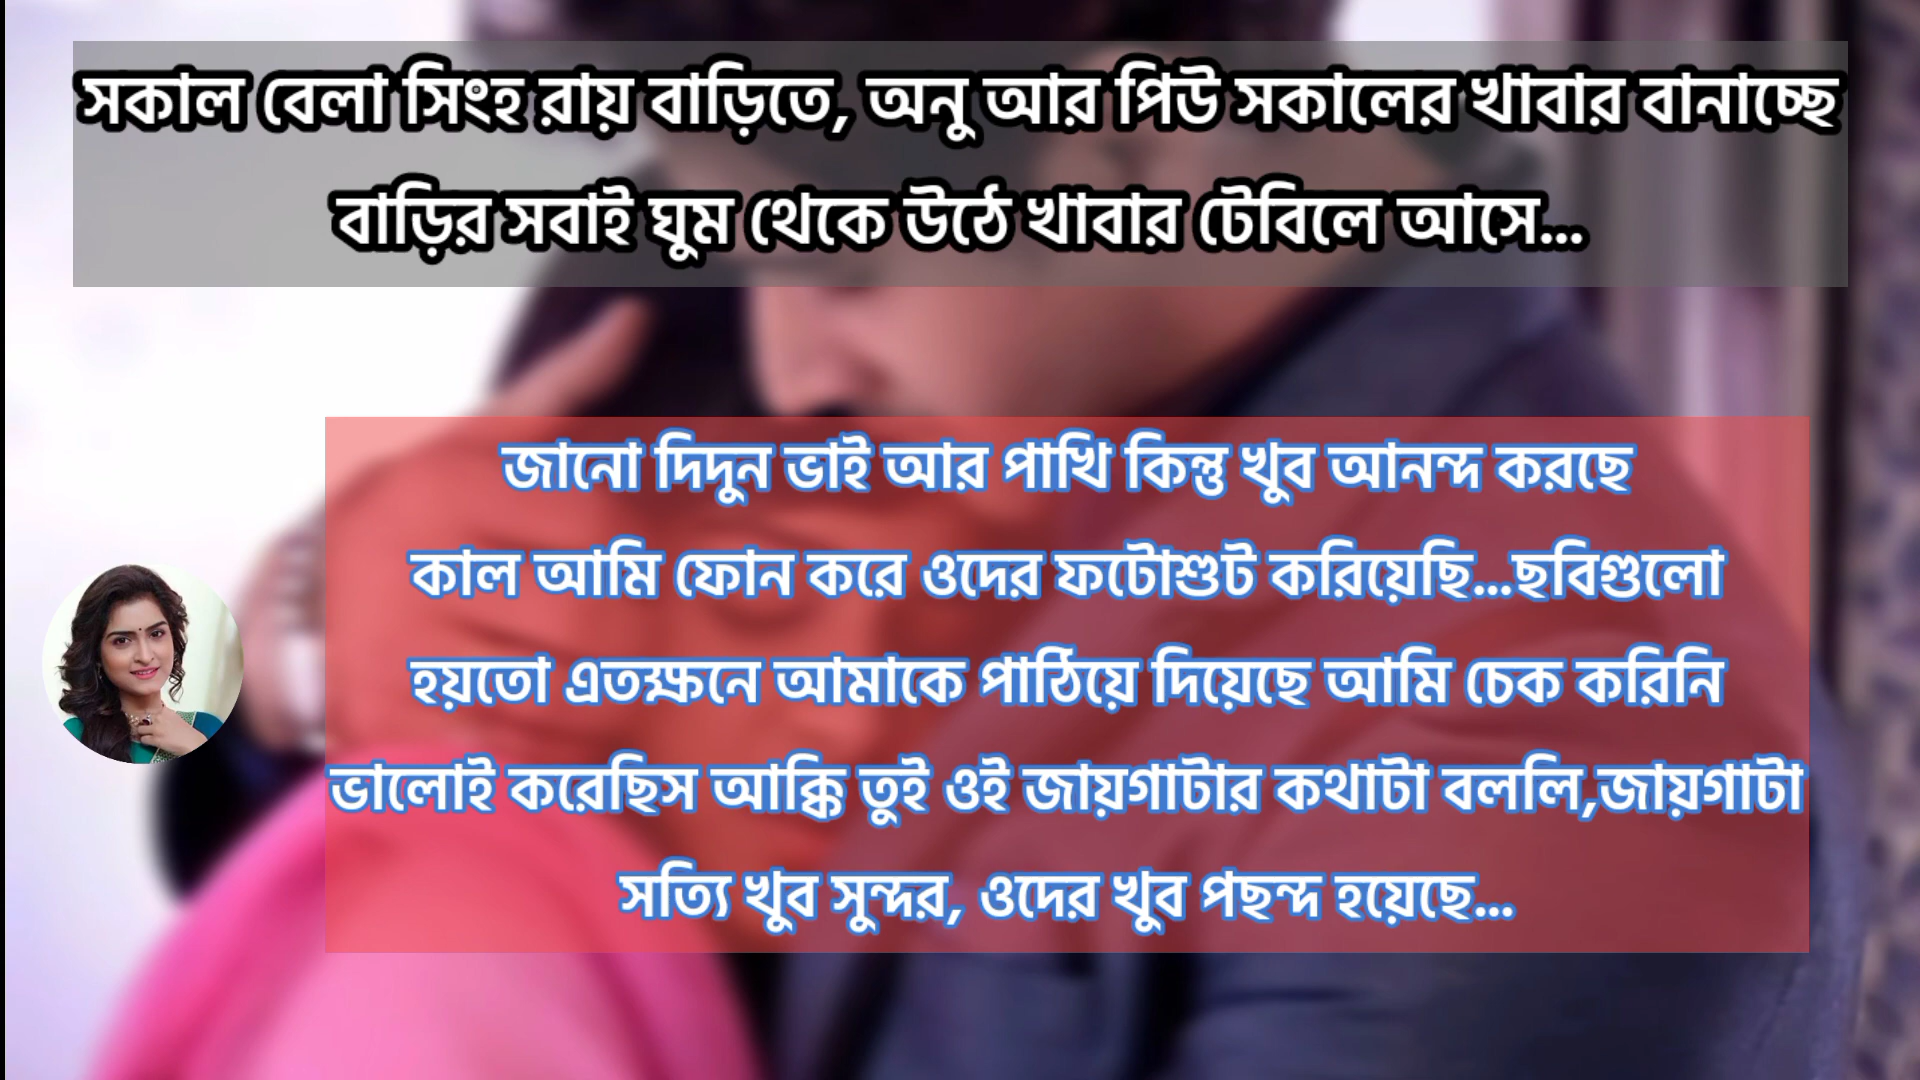 সকাল বেলা সিংহ রায় বাড়িতে, অনু আর পিউ সকালের খাবার বানাচ্ছে
বাড়ির সবাই ঘুম থেকে উঠে খাবার টেবিলে আসে...
জানো দিদুন ভাই আর পাখি কিন্তু খুব আনন্দ করছে
কাল আমি ফোন করে ওদের ফটোশুট করিয়েছি...ছবিগুলো
হয়তো এতক্ষনে আমাকে পাঠিয়ে দিয়েছে আমি চেক করিনি
ভালোই করেছিস আক্কি তুই ওই জায়গাটার কথাটা বললি,জায়গাটা
সত্যি খুব সুন্দর, ওদের খুব পছন্দ হয়েছে...